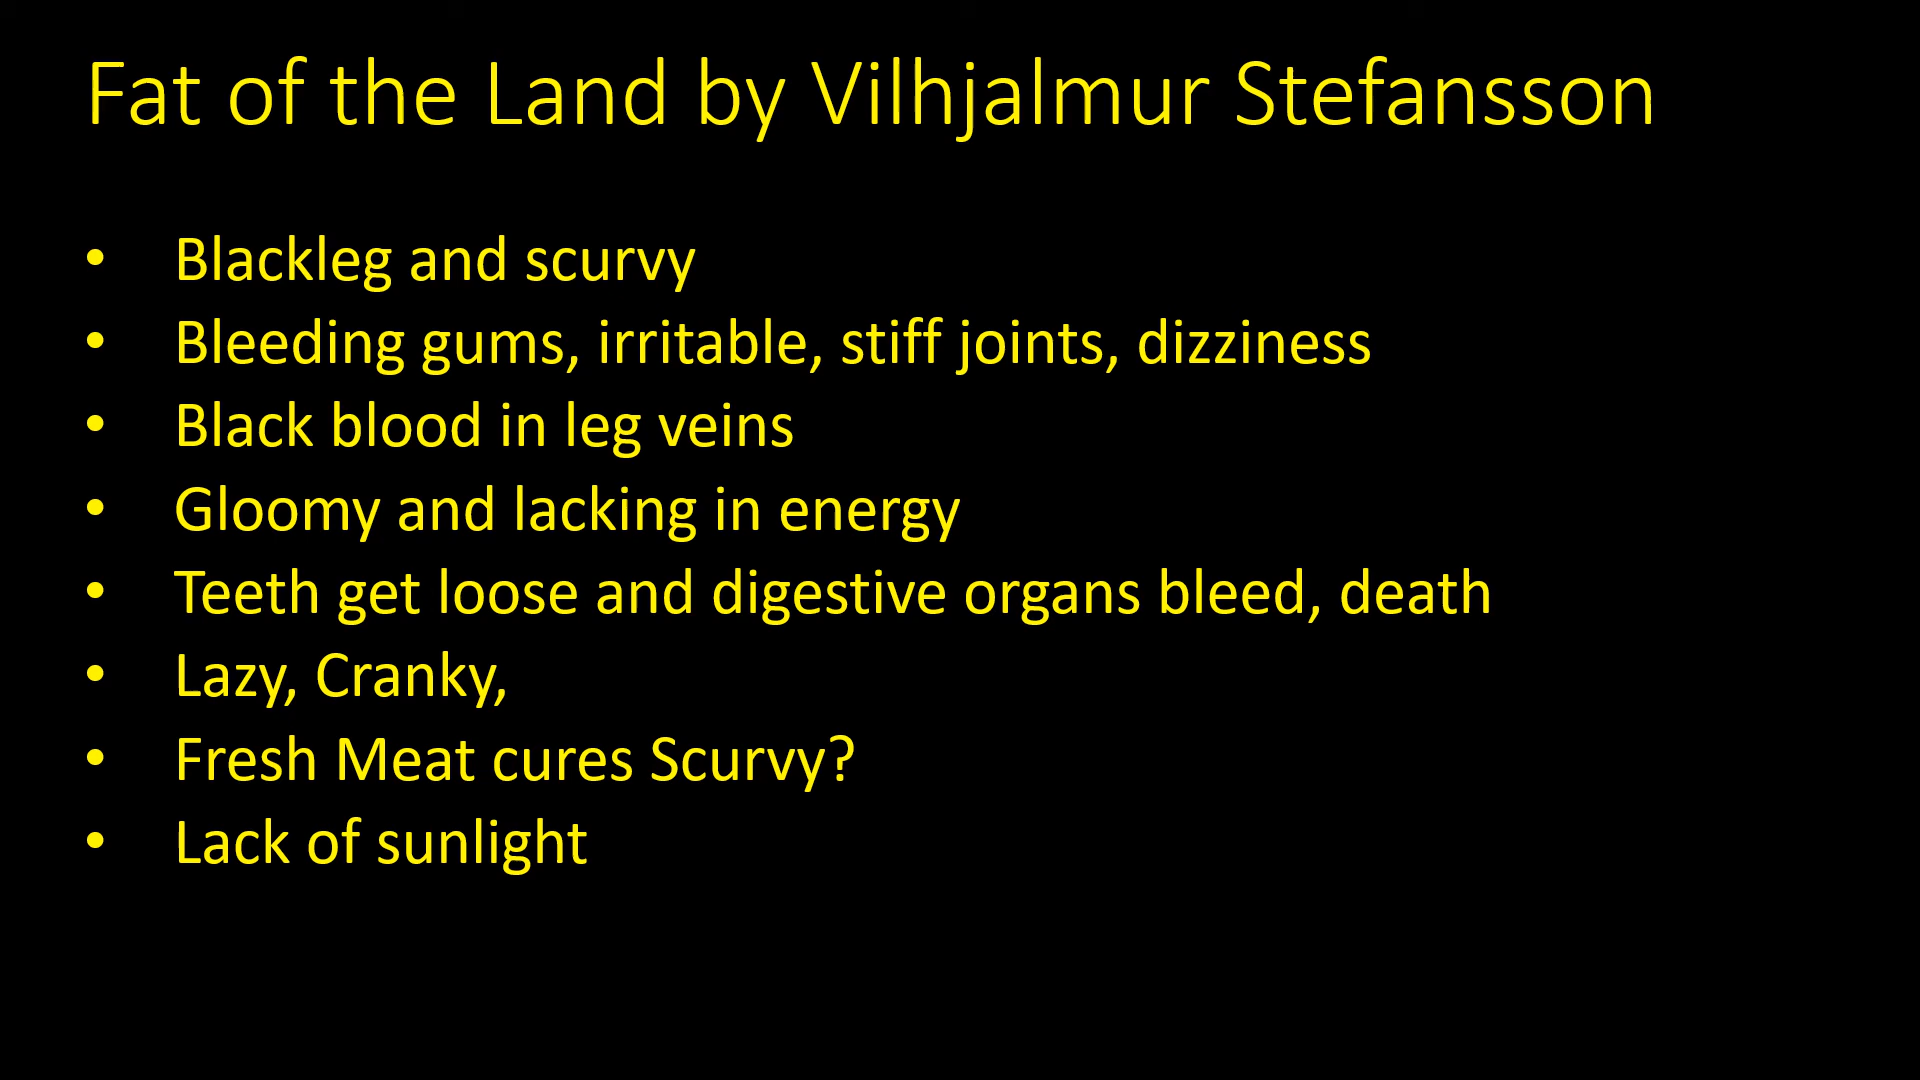 Fat of the Land by Vilhjalmur Stefansson
• Blackleg and scurvy
• Bleeding gums, irritable, stiff joints, dizziness
• Black blood in leg veins
• Gloomy and lacking in energy
• Teeth get loose and digestive organs bleed, death
• Lazy, Cranky,
• Fresh Meat cures Scurvy?
• Lack of sunlight